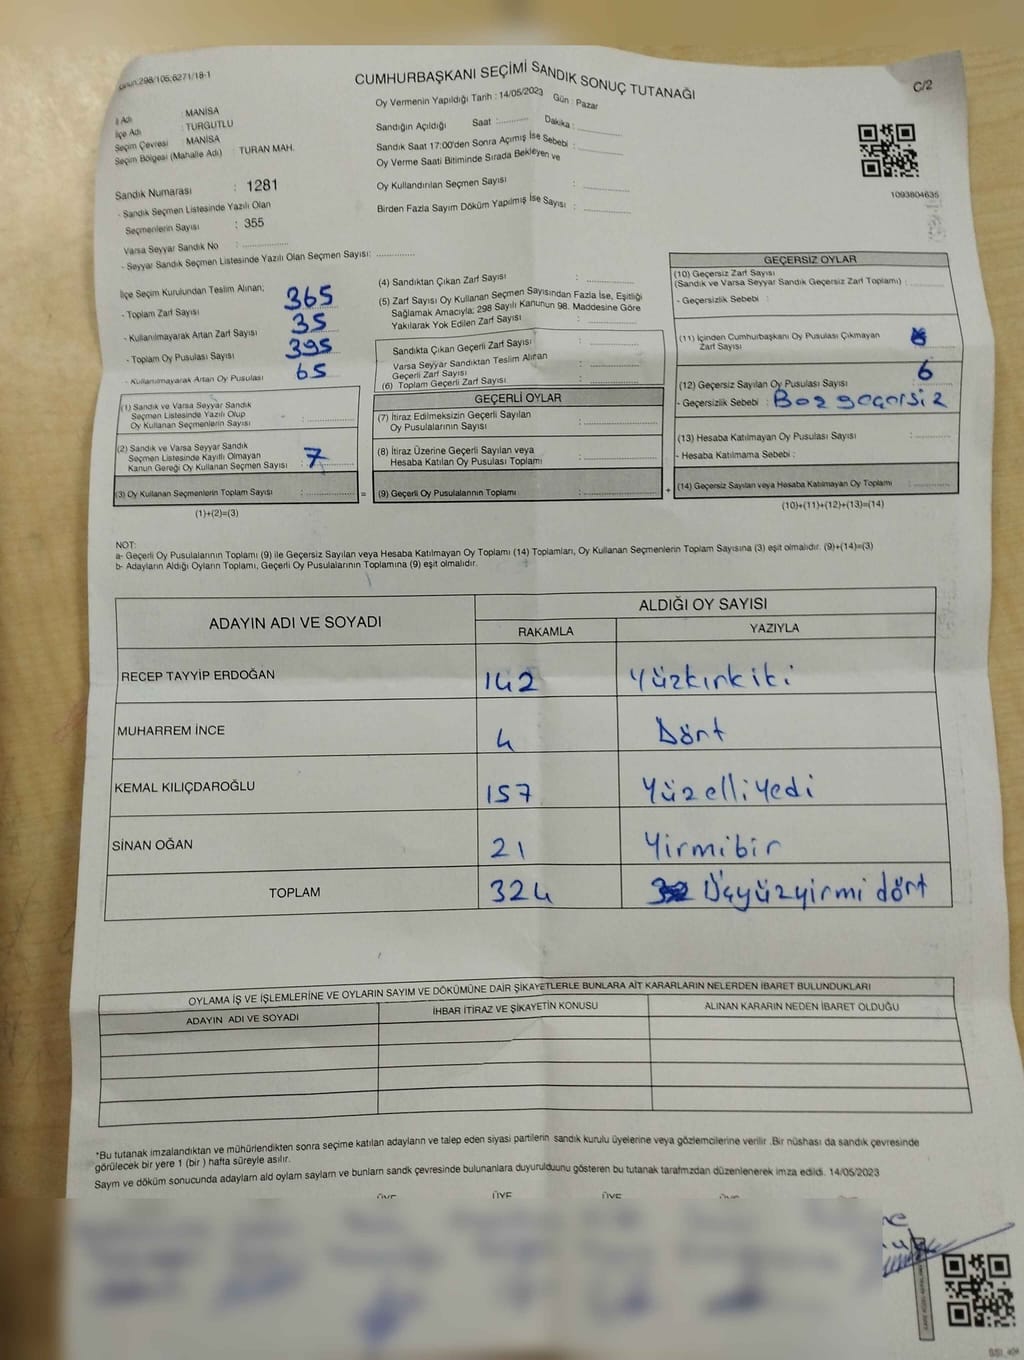 CUMHURBAŞKANI SEÇİMİ SANDIK SONUÇ TUTANAĞI
C/2
İl Adı : MANİSA
İlçe Adı : TURGUTLU
Seçim Çevresi MANİSA
Seçim Bölgesi (Mahalle Adı) : TURAN MAH.
Sandık Numarası : 1281
- Sandık Seçmen Listesinde Yazılı Olan
Seçmenlerin Sayısı : 355
Varsa Seyyar Sandık No :
- Seyyar Sandık Seçmen Listesinde Yazılı Olan Seçmen Sayısı:
Oy Vermenin Yapıldığı Tarih : 14/05/2023 Gün : Pazar
Sandığın Açıldığı Saat : Dakika :
Sandık Saat 17:00'den Sonra Açımış İse Sebebi :
Oy Verme Saati Bitiminde Sırada Bekleyen ve
Oy Kullandırılan Seçmen Sayısı :
Birden Fazla Sayım Döküm Yapılmış İse Sayısı :
1093804635
İlçe Seçim Kurulundan Teslim Alınan;
- Toplam Zarf Sayısı 365
- Kullanılmayarak Artan Zarf Sayısı 35
- Toplam Oy Pusulası Sayısı 395
- Kullanılmayarak Artan Oy Pusulası 65
(1) Sandık ve Varsa Seyyar Sandık
Seçmen Listesinde Yazılı Olup
Oy Kullanan Seçmenlerin Sayısı :
(2) Sandık ve Varsa Seyyar Sandık
Seçmen Listesinde Kayıtlı Olmayan
Kanun Gereği Oy Kullanan Seçmen Sayısı : 7
(3) Oy Kullanan Seçmenlerin Toplam Sayısı : =
(1)+(2)=(3)
(4) Sandıktan Çıkan Zarf Sayısı :
(5) Zarf Sayısı Oy Kullanan Seçmen Sayısından Fazla İse, Eşitliği
Sağlamak Amacıyla; 298 Sayılı Kanunun 98. Maddesine Göre
Yakılarak Yok Edilen Zarf Sayısı :
Sandıkta Çıkan Geçerli Zarf Sayısı :
Varsa Seyyar Sandıktan Teslim Alınan
Geçerli Zarf Sayısı :
(6) Toplam Geçerli Zarf Sayısı :
GEÇERLİ OYLAR
(7) İtiraz Edilmeksizin Geçerli Sayılan
Oy Pusulalarının Sayısı :
(8) İtiraz Üzerine Geçerli Sayılan veya
Hesaba Katılan Oy Pusulası Toplamı :
(9) Geçerli Oy Pusulalarının Toplamı : +
GEÇERSİZ OYLAR
(10) Geçersiz Zarf Sayısı
(Sandık ve Varsa Seyyar Sandık Geçersiz Zarf Toplamı) :
- Geçersizlik Sebebi :
(11) İçinden Cumhurbaşkanı Oy Pusulası Çıkmayan
Zarf Sayısı :
(12) Geçersiz Sayılan Oy Pusulası Sayısı : 6
- Geçersizlik Sebebi : Boş geçersiz
(13) Hesaba Katılmayan Oy Pusulası Sayısı :
- Hesaba Katılmama Sebebi :
(14) Geçersiz Sayılan veya Hesaba Katılmayan Oy Toplamı :
(10)+(11)+(12)+(13)=(14)
NOT:
a- Geçerli Oy Pusulalarının Toplamı (9) ile Geçersiz Sayılan veya Hesaba Katılmayan Oy Toplamı (14) Toplamları, Oy Kullanan Seçmenlerin Toplam Sayısına (3) eşit olmalıdır. (9)+(14)=(3)
b- Adayların Aldığı Oyların Toplamı, Geçerli Oy Pusulalarının Toplamına (9) eşit olmalıdır.
ADAYIN ADI VE SOYADI
ALDIĞI OY SAYISI
RAKAMLA YAZIYLA
RECEP TAYYİP ERDOĞAN 142 Yüzkırkiki
MUHARREM İNCE 4 Dört
KEMAL KILIÇDAROĞLU 157 Yüzelliyedi
SİNAN OĞAN 21 Yirmibir
TOPLAM 324 Üçyüzyirmidört
OYLAMA İŞ VE İŞLEMLERİNE VE OYLARIN SAYIM VE DÖKÜMÜNE DAİR ŞİKAYETLERLE BUNLARA AİT KARARLARIN NELERDEN İBARET BULUNDUKLARI
ADAYIN ADI VE SOYADI İHBAR İTİRAZ VE ŞİKAYETİN KONUSU ALINAN KARARIN NEDEN İBARET OLDUĞU
*Bu tutanak imzalandıktan ve mühürlendikten sonra seçime katılan adayların ve talep eden siyasi partilerin sandık kurulu üyelerine veya gözlemcilerine verilir .Bir nüshası da sandık çevresinde
görülecek bir yere 1 (bir ) hafta süreyle asılır.
Sayım ve döküm sonucunda adayların ald oyların sayları ve bunların sandk çevresinde bulunanlara duyurulduunu gösteren bu tutanak tarafmzdan düzenlenerek imza edildi. 14/05/2023
ÜYE ÜYE ÜYE